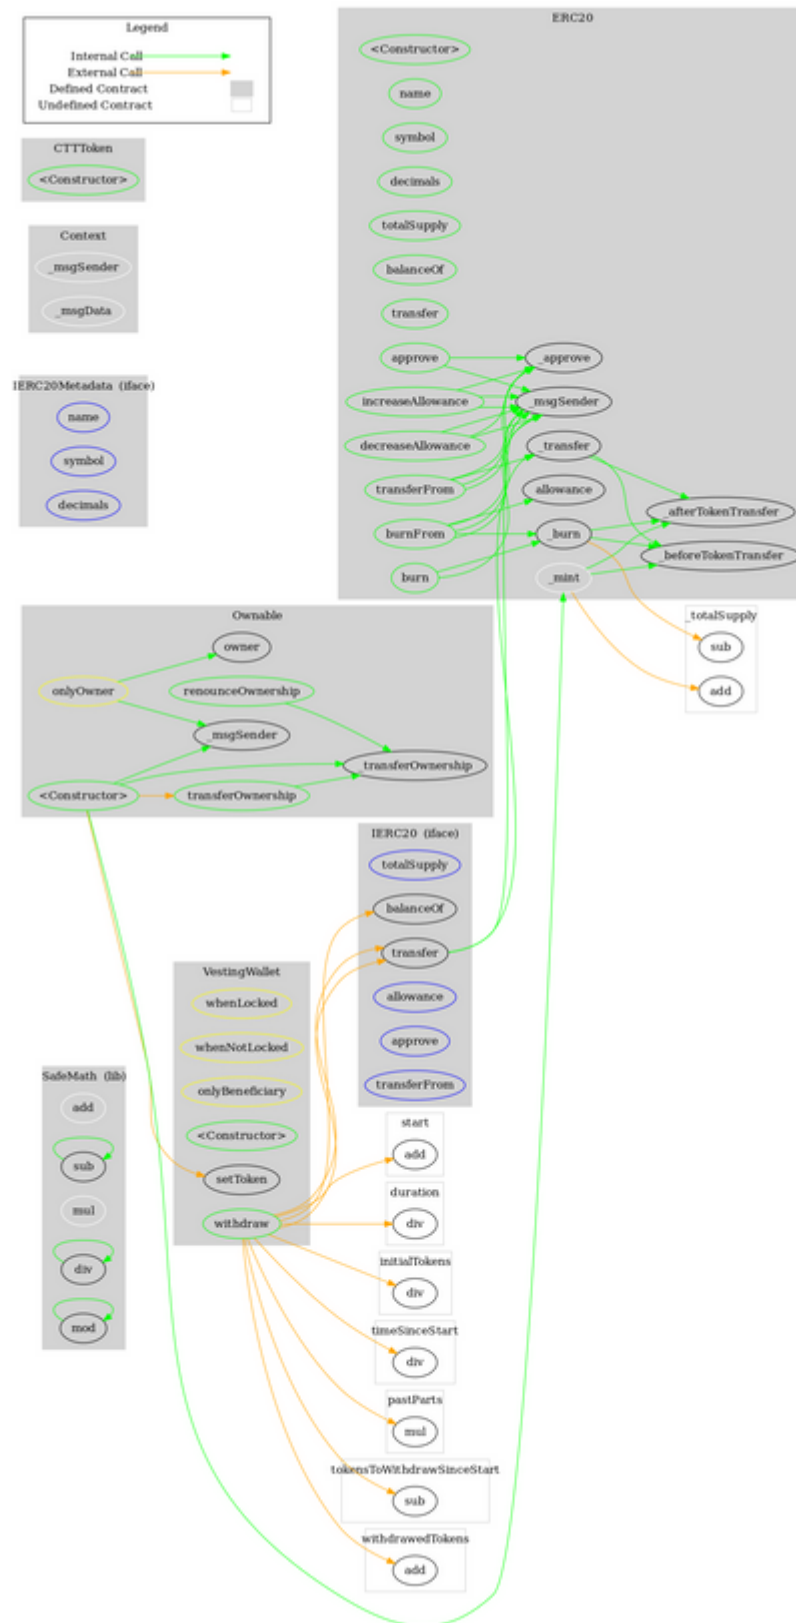 Legend
Internal Call
External Call
Defined Contract
Undefined Contract
CTTToken
<Constructor>
Context
_msgSender
_msgData
IERC20Metadata (iface)
name
symbol
decimals
ERC20
<Constructor>
name
symbol
decimals
totalSupply
balanceOf
transfer
approve
_approve
increaseAllowance
_msgSender
decreaseAllowance
_transfer
transferFrom
allowance
_afterTokenTransfer
burnFrom
_burn
_beforeTokenTransfer
burn
_mint
_totalSupply
sub
add
Ownable
owner
onlyOwner
renounceOwnership
_msgSender
_transferOwnership
<Constructor>
transferOwnership
IERC20 (iface)
totalSupply
balanceOf
transfer
allowance
approve
transferFrom
VestingWallet
whenLocked
whenNotLocked
onlyBeneficiary
<Constructor>
setToken
withdraw
SafeMath (lib)
add
sub
mul
div
mod
start
add
duration
div
initialTokens
div
timeSinceStart
div
pastParts
mul
tokensToWithdrawSinceStart
sub
withdrawedTokens
add